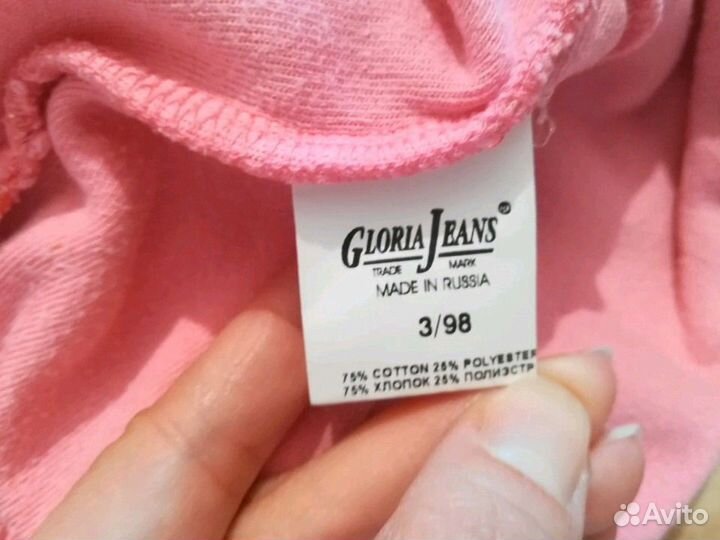 GLORIA JEANS
TRADE MARK
MADE IN RUSSIA
3/98
75% COTTON 25% POLYESTER
75% ХЛОПОК 25% ПОЛИЭСТР
Avito